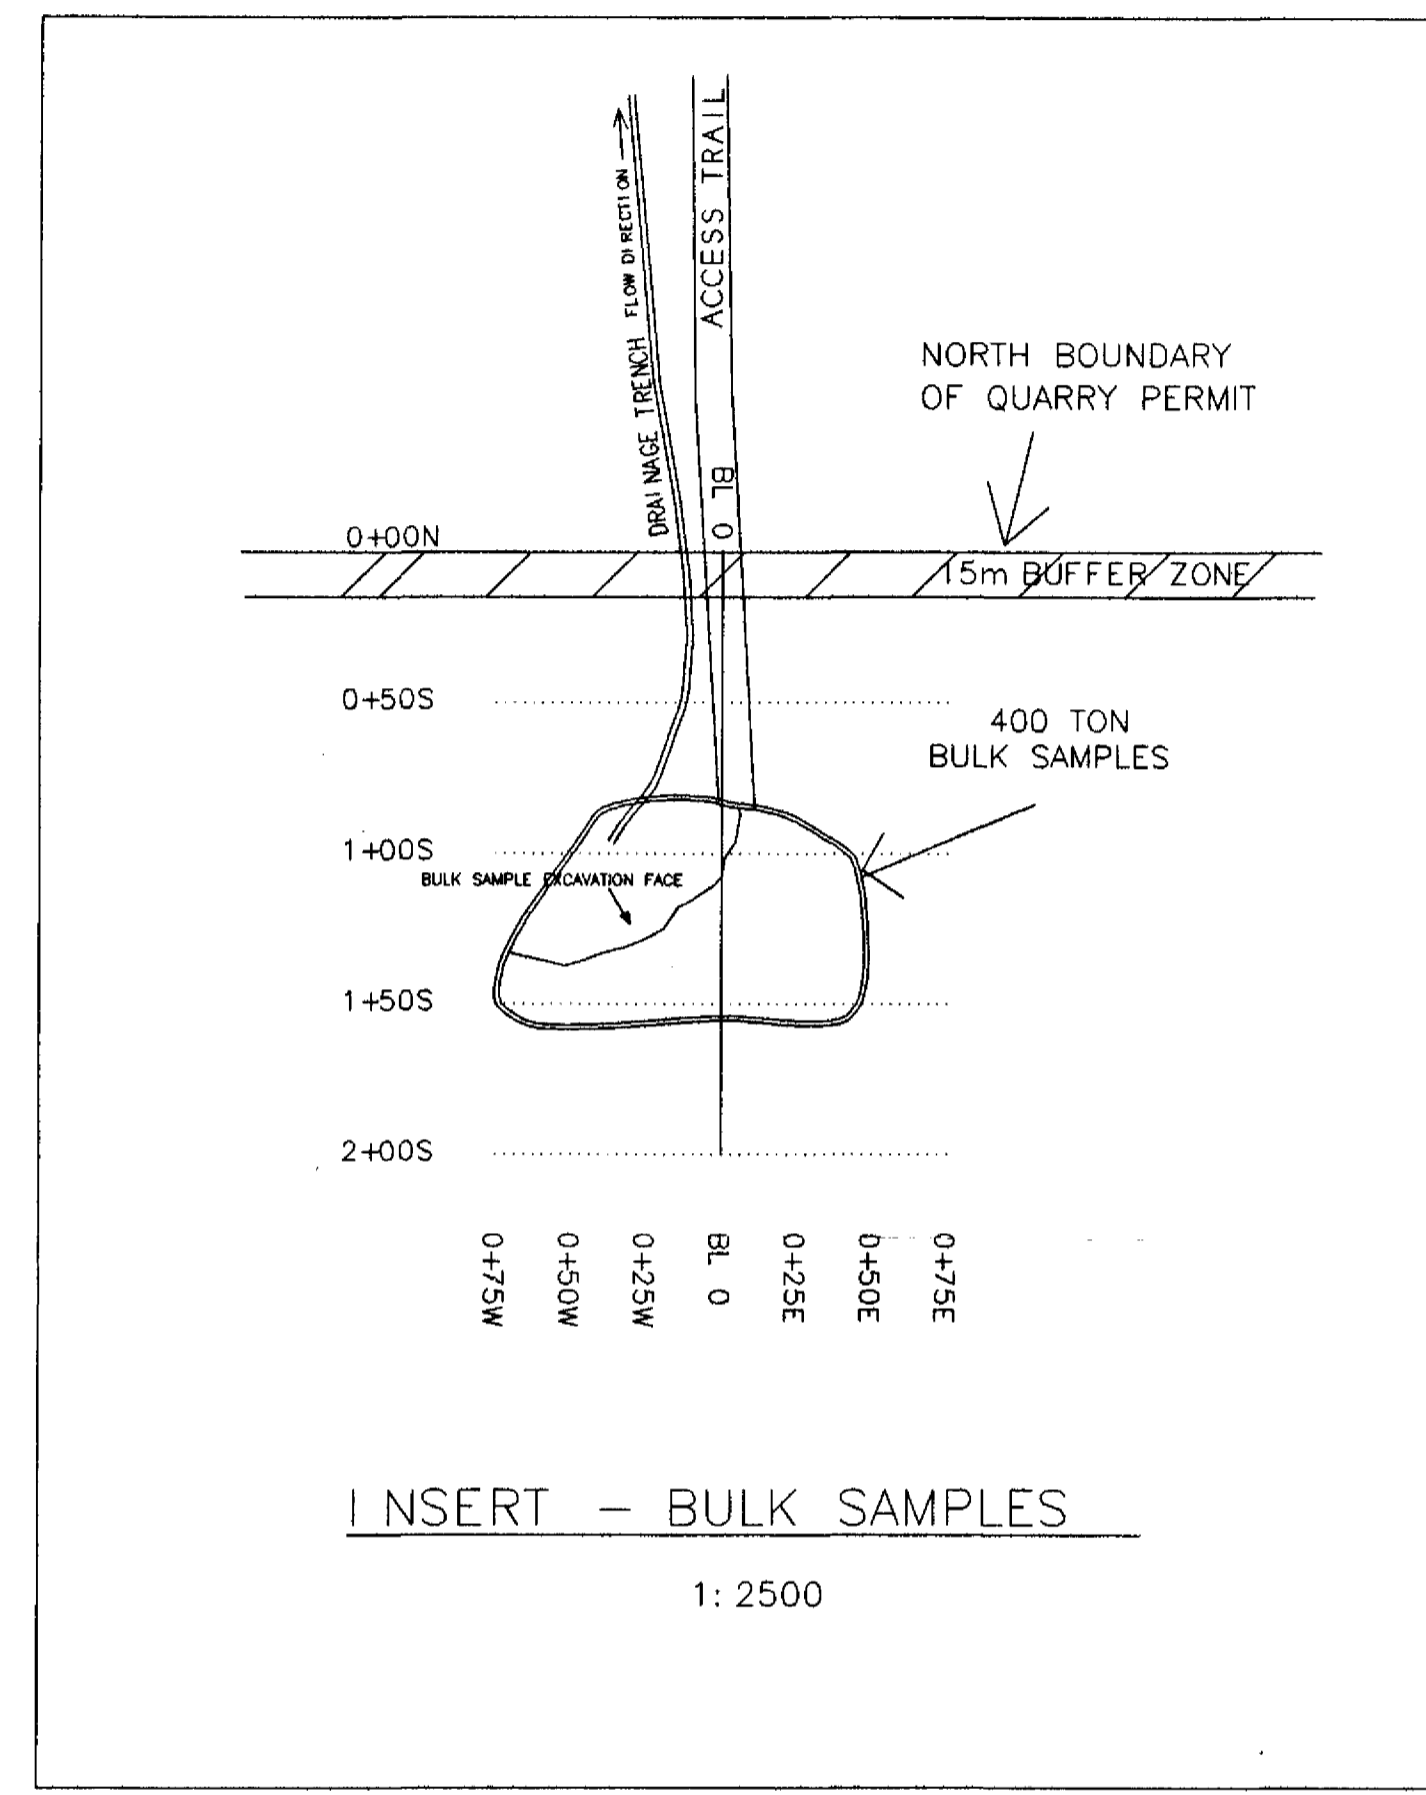 ACCESS TRAIL
DRAINAGE TRENCH FLOW DIRECTION
NORTH BOUNDARY
OF QUARRY PERMIT
BL 0
0+00N
15m BUFFER ZONE
0+50S
400 TON
BULK SAMPLES
1+00S
BULK SAMPLE EXCAVATION FACE
1+50S
2+00S
0+75W
0+50W
0+25W
BL 0
0+25E
0+50E
0+75E
INSERT - BULK SAMPLES
1: 2500